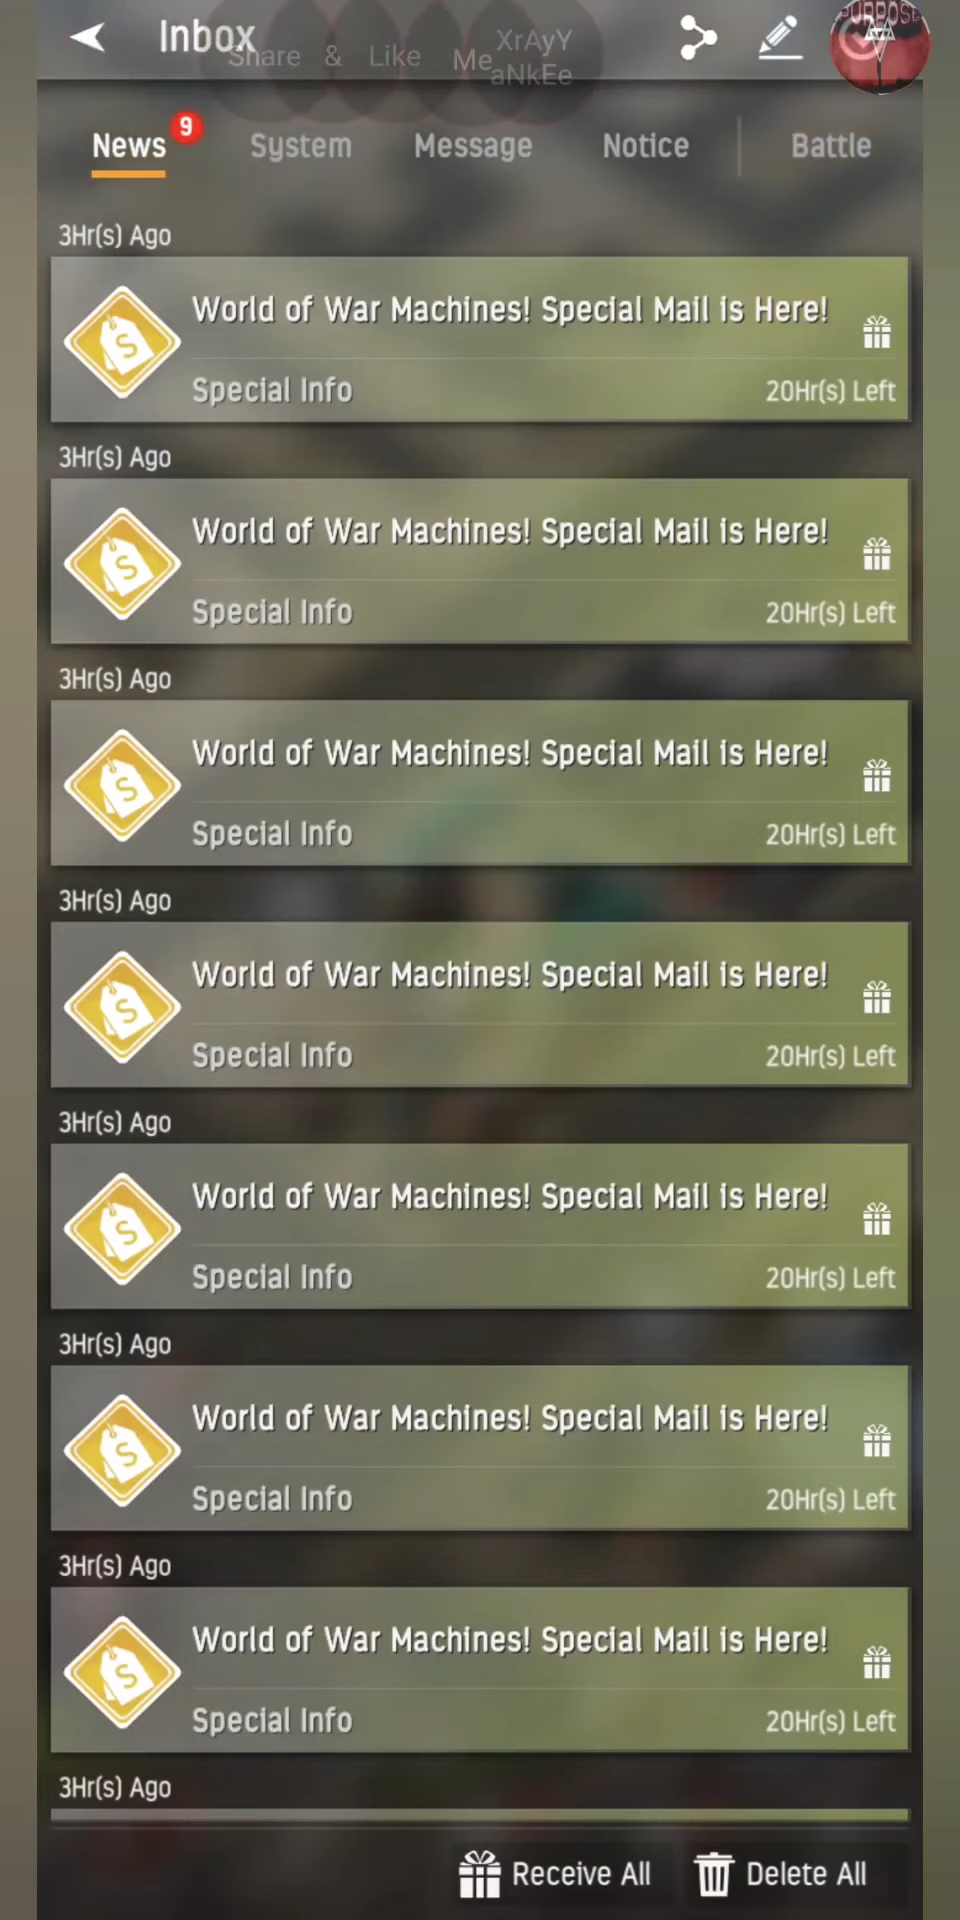 Inbox
Share & Like Me XrAyY
aNkEe
PURPOSE
News 9 System Message Notice Battle
3Hr(s) Ago
World of War Machines! Special Mail is Here!
Special Info 20Hr(s) Left
3Hr(s) Ago
World of War Machines! Special Mail is Here!
Special Info 20Hr(s) Left
3Hr(s) Ago
World of War Machines! Special Mail is Here!
Special Info 20Hr(s) Left
3Hr(s) Ago
World of War Machines! Special Mail is Here!
Special Info 20Hr(s) Left
3Hr(s) Ago
World of War Machines! Special Mail is Here!
Special Info 20Hr(s) Left
3Hr(s) Ago
World of War Machines! Special Mail is Here!
Special Info 20Hr(s) Left
3Hr(s) Ago
World of War Machines! Special Mail is Here!
Special Info 20Hr(s) Left
3Hr(s) Ago
Receive All Delete All